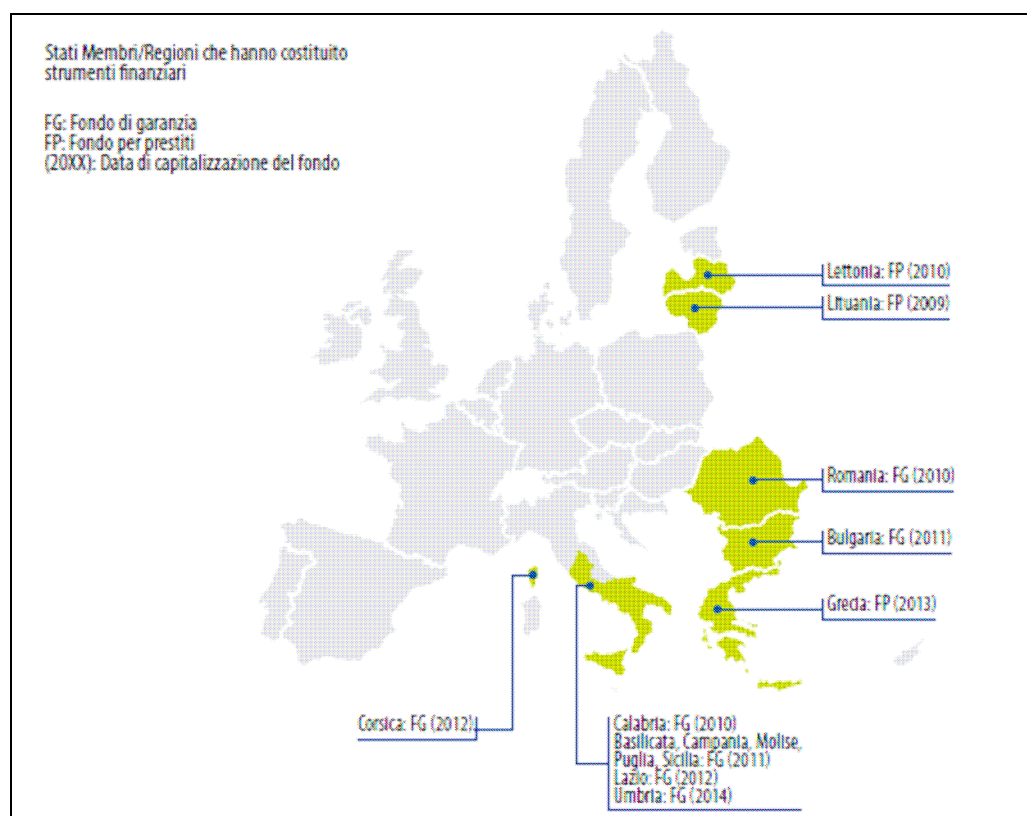 Stati Membri/Regioni che hanno costituito
strumenti finanziari
FG: Fondo di garanzia
FP: Fondo per prestiti
(20XX): Data di capitalizzazione del fondo
Lettonia: FP (2010)
Lituania: FP (2009)
Romania: FG (2010)
Bulgaria: FG (2011)
Grecia: FP (2013)
Corsica: FG (2012)
Calabria: FG (2010)
Basilicata, Campania, Molise,
Puglia, Sicilia: FG (2011)
Lazio: FG (2012)
Umbria: FG (2014)